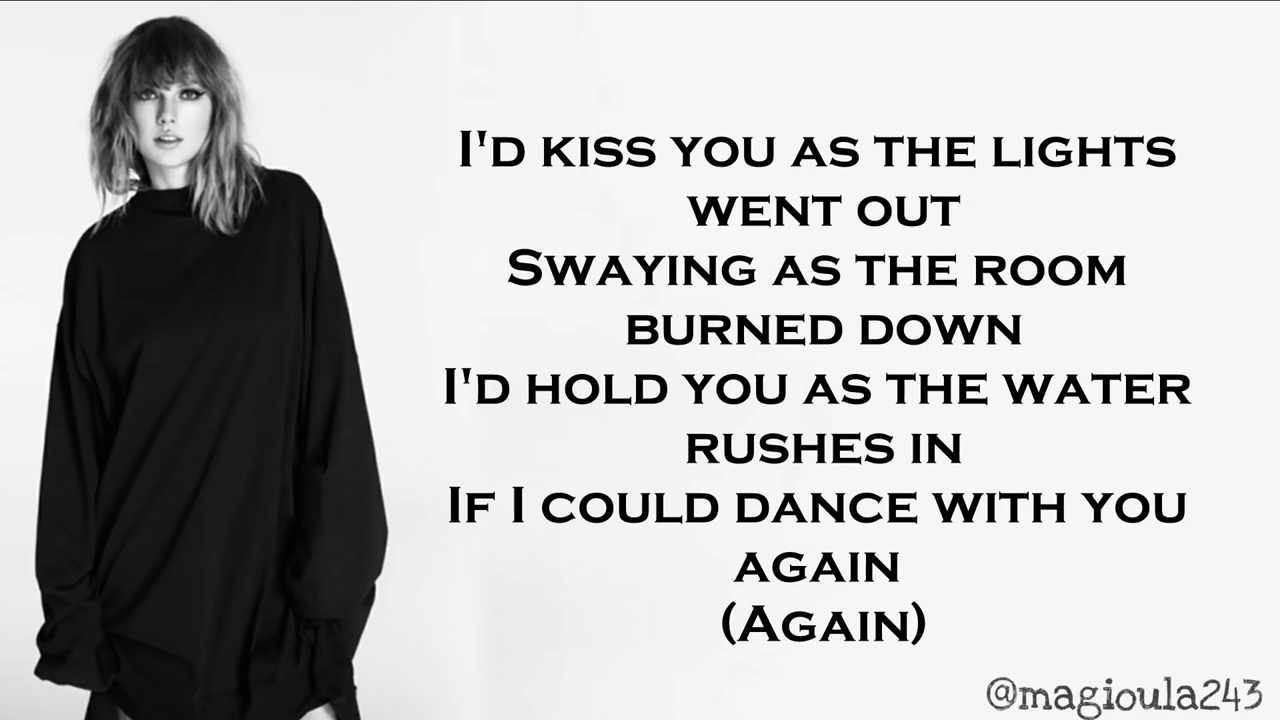 I'D KISS YOU AS THE LIGHTS
WENT OUT
SWAYING AS THE ROOM
BURNED DOWN
I'D HOLD YOU AS THE WATER
RUSHES IN
IF I COULD DANCE WITH YOU
AGAIN
(AGAIN)
@magioula243